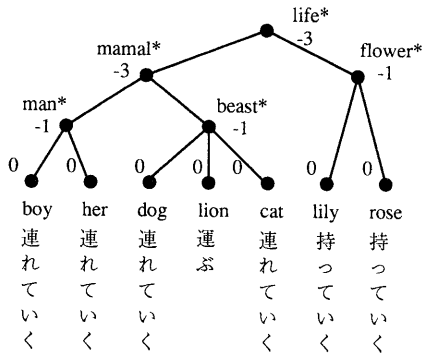 life*
-3
mamal*
-3
flower*
-1
man*
-1
beast*
-1
0 0 0 0 0 0 0
boy her dog lion cat lily rose
連れていく 連れていく 連れていく 運ぶ 連れていく 持っていく 持っていく